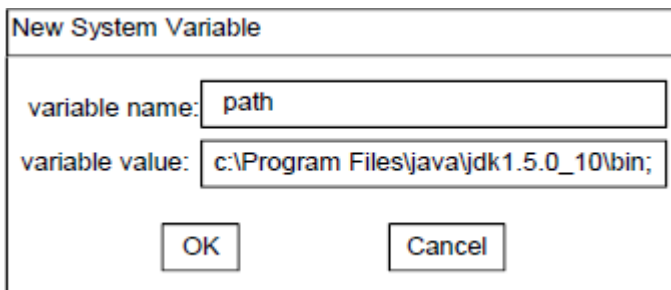 New System Variable
variable name: path
variable value: c:\Program Files\java\jdk1.5.0_10\bin;
OK Cancel